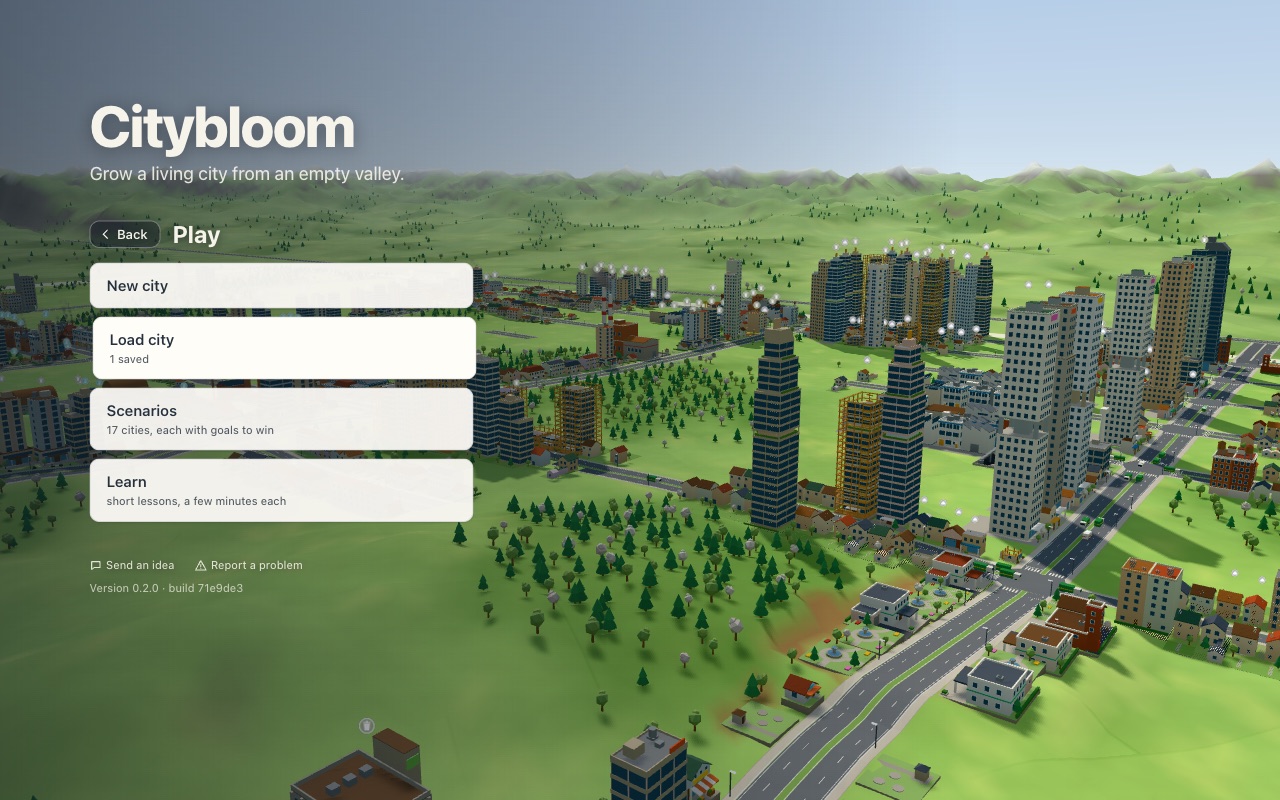 Citybloom
Grow a living city from an empty valley.
Back
Play
New city
Load city
1 saved
Scenarios
17 cities, each with goals to win
Learn
short lessons, a few minutes each
Send an idea
Report a problem
Version 0.2.0 · build 71e9de3